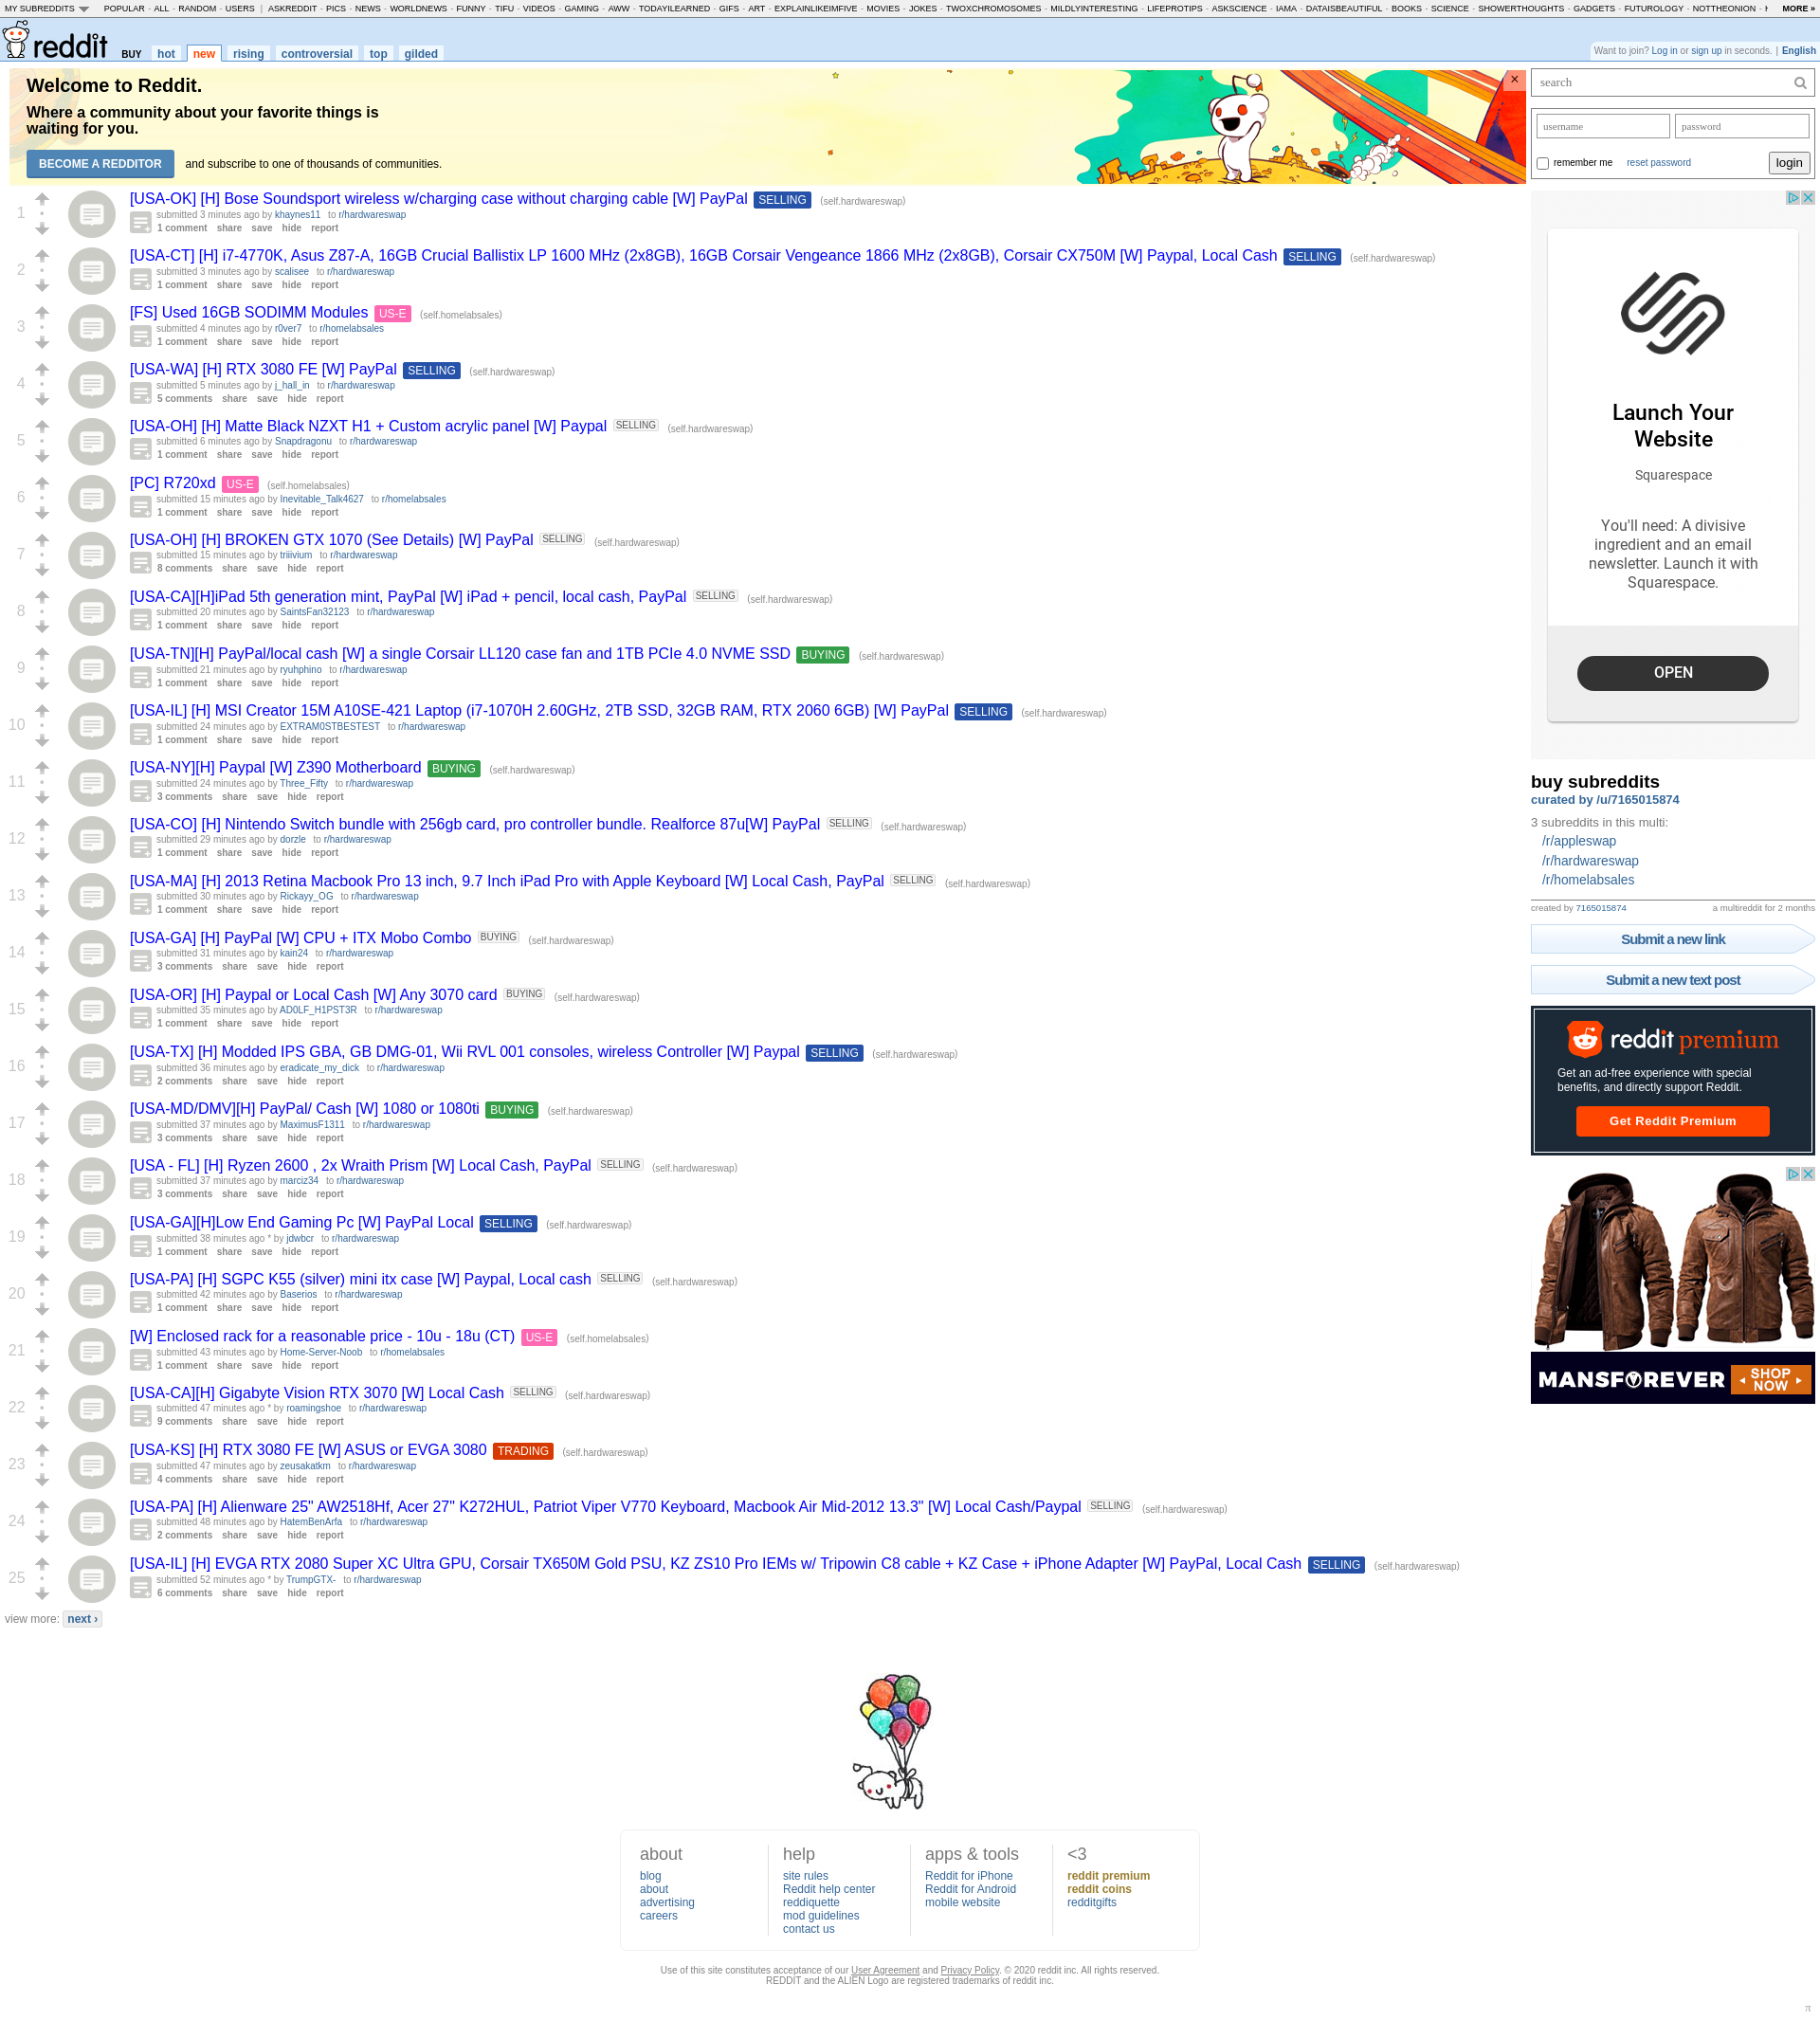 MY SUBREDDITS POPULAR - ALL - RANDOM - USERS | ASKREDDIT - PICS - NEWS - WORLDNEWS - FUNNY - TIFU - VIDEOS - GAMING - AWW - TODAYILEARNED - GIFS - ART - EXPLAINLIKEIMFIVE - MOVIES - JOKES - TWOXCHROMOSOMES - MILDLYINTERESTING - LIFEPROTIPS - ASKSCIENCE - IAMA - DATAISBEAUTIFUL - BOOKS - SCIENCE - SHOWERTHOUGHTS - GADGETS - FUTUROLOGY - NOTTHEONION - MORE »
reddit BUY hot new rising controversial top gilded
Want to join? Log in or sign up in seconds. | English
Welcome to Reddit.
Where a community about your favorite things is
waiting for you.
BECOME A REDDITOR and subscribe to one of thousands of communities.
×
1
[USA-OK] [H] Bose Soundsport wireless w/charging case without charging cable [W] PayPal SELLING (self.hardwareswap)
submitted 3 minutes ago by khaynes11 to r/hardwareswap
1 comment share save hide report
2
[USA-CT] [H] i7-4770K, Asus Z87-A, 16GB Crucial Ballistix LP 1600 MHz (2x8GB), 16GB Corsair Vengeance 1866 MHz (2x8GB), Corsair CX750M [W] Paypal, Local Cash SELLING (self.hardwareswap)
submitted 3 minutes ago by scalisee to r/hardwareswap
1 comment share save hide report
3
[FS] Used 16GB SODIMM Modules US-E (self.homelabsales)
submitted 4 minutes ago by r0ver7 to r/homelabsales
1 comment share save hide report
4
[USA-WA] [H] RTX 3080 FE [W] PayPal SELLING (self.hardwareswap)
submitted 5 minutes ago by j_hall_in to r/hardwareswap
5 comments share save hide report
5
[USA-OH] [H] Matte Black NZXT H1 + Custom acrylic panel [W] Paypal SELLING (self.hardwareswap)
submitted 6 minutes ago by Snapdragonu to r/hardwareswap
1 comment share save hide report
6
[PC] R720xd US-E (self.homelabsales)
submitted 15 minutes ago by Inevitable_Talk4627 to r/homelabsales
1 comment share save hide report
7
[USA-OH] [H] BROKEN GTX 1070 (See Details) [W] PayPal SELLING (self.hardwareswap)
submitted 15 minutes ago by triiivium to r/hardwareswap
8 comments share save hide report
8
[USA-CA][H]iPad 5th generation mint, PayPal [W] iPad + pencil, local cash, PayPal SELLING (self.hardwareswap)
submitted 20 minutes ago by SaintsFan32123 to r/hardwareswap
1 comment share save hide report
9
[USA-TN][H] PayPal/local cash [W] a single Corsair LL120 case fan and 1TB PCIe 4.0 NVME SSD BUYING (self.hardwareswap)
submitted 21 minutes ago by ryuhphino to r/hardwareswap
1 comment share save hide report
10
[USA-IL] [H] MSI Creator 15M A10SE-421 Laptop (i7-1070H 2.60GHz, 2TB SSD, 32GB RAM, RTX 2060 6GB) [W] PayPal SELLING (self.hardwareswap)
submitted 24 minutes ago by EXTRAM0STBESTEST to r/hardwareswap
1 comment share save hide report
11
[USA-NY][H] Paypal [W] Z390 Motherboard BUYING (self.hardwareswap)
submitted 24 minutes ago by Three_Fifty to r/hardwareswap
3 comments share save hide report
12
[USA-CO] [H] Nintendo Switch bundle with 256gb card, pro controller bundle. Realforce 87u[W] PayPal SELLING (self.hardwareswap)
submitted 29 minutes ago by dorzle to r/hardwareswap
1 comment share save hide report
13
[USA-MA] [H] 2013 Retina Macbook Pro 13 inch, 9.7 Inch iPad Pro with Apple Keyboard [W] Local Cash, PayPal SELLING (self.hardwareswap)
submitted 30 minutes ago by Rickayy_OG to r/hardwareswap
1 comment share save hide report
14
[USA-GA] [H] PayPal [W] CPU + ITX Mobo Combo BUYING (self.hardwareswap)
submitted 31 minutes ago by kain24 to r/hardwareswap
3 comments share save hide report
15
[USA-OR] [H] Paypal or Local Cash [W] Any 3070 card BUYING (self.hardwareswap)
submitted 35 minutes ago by AD0LF_H1PST3R to r/hardwareswap
1 comment share save hide report
16
[USA-TX] [H] Modded IPS GBA, GB DMG-01, Wii RVL 001 consoles, wireless Controller [W] Paypal SELLING (self.hardwareswap)
submitted 36 minutes ago by eradicate_my_dick to r/hardwareswap
2 comments share save hide report
17
[USA-MD/DMV][H] PayPal/ Cash [W] 1080 or 1080ti BUYING (self.hardwareswap)
submitted 37 minutes ago by MaximusF1311 to r/hardwareswap
3 comments share save hide report
18
[USA - FL] [H] Ryzen 2600 , 2x Wraith Prism [W] Local Cash, PayPal SELLING (self.hardwareswap)
submitted 37 minutes ago by marciz34 to r/hardwareswap
3 comments share save hide report
19
[USA-GA][H]Low End Gaming Pc [W] PayPal Local SELLING (self.hardwareswap)
submitted 38 minutes ago * by jdwbcr to r/hardwareswap
1 comment share save hide report
20
[USA-PA] [H] SGPC K55 (silver) mini itx case [W] Paypal, Local cash SELLING (self.hardwareswap)
submitted 42 minutes ago by Baserios to r/hardwareswap
1 comment share save hide report
21
[W] Enclosed rack for a reasonable price - 10u - 18u (CT) US-E (self.homelabsales)
submitted 43 minutes ago by Home-Server-Noob to r/homelabsales
1 comment share save hide report
22
[USA-CA][H] Gigabyte Vision RTX 3070 [W] Local Cash SELLING (self.hardwareswap)
submitted 47 minutes ago * by roamingshoe to r/hardwareswap
9 comments share save hide report
23
[USA-KS] [H] RTX 3080 FE [W] ASUS or EVGA 3080 TRADING (self.hardwareswap)
submitted 47 minutes ago by zeusakatkm to r/hardwareswap
4 comments share save hide report
24
[USA-PA] [H] Alienware 25" AW2518Hf, Acer 27" K272HUL, Patriot Viper V770 Keyboard, Macbook Air Mid-2012 13.3" [W] Local Cash/Paypal SELLING (self.hardwareswap)
submitted 48 minutes ago by HatemBenArfa to r/hardwareswap
2 comments share save hide report
25
[USA-IL] [H] EVGA RTX 2080 Super XC Ultra GPU, Corsair TX650M Gold PSU, KZ ZS10 Pro IEMs w/ Tripowin C8 cable + KZ Case + iPhone Adapter [W] PayPal, Local Cash SELLING (self.hardwareswap)
submitted 52 minutes ago * by TrumpGTX- to r/hardwareswap
6 comments share save hide report
view more: next ›
search
username password
remember me reset password login
Launch Your
Website
Squarespace
You'll need: A divisive
ingredient and an email
newsletter. Launch it with
Squarespace.
OPEN
buy subreddits
curated by /u/7165015874
3 subreddits in this multi:
/r/appleswap
/r/hardwareswap
/r/homelabsales
created by 7165015874 a multireddit for 2 months
Submit a new link
Submit a new text post
reddit premium
Get an ad-free experience with special
benefits, and directly support Reddit.
Get Reddit Premium
MANSFOREVER SHOP
NOW
about
blog
about
advertising
careers
help
site rules
Reddit help center
reddiquette
mod guidelines
contact us
apps & tools
Reddit for iPhone
Reddit for Android
mobile website
<3
reddit premium
reddit coins
redditgifts
Use of this site constitutes acceptance of our User Agreement and Privacy Policy. © 2020 reddit inc. All rights reserved.
REDDIT and the ALIEN Logo are registered trademarks of reddit inc.
π